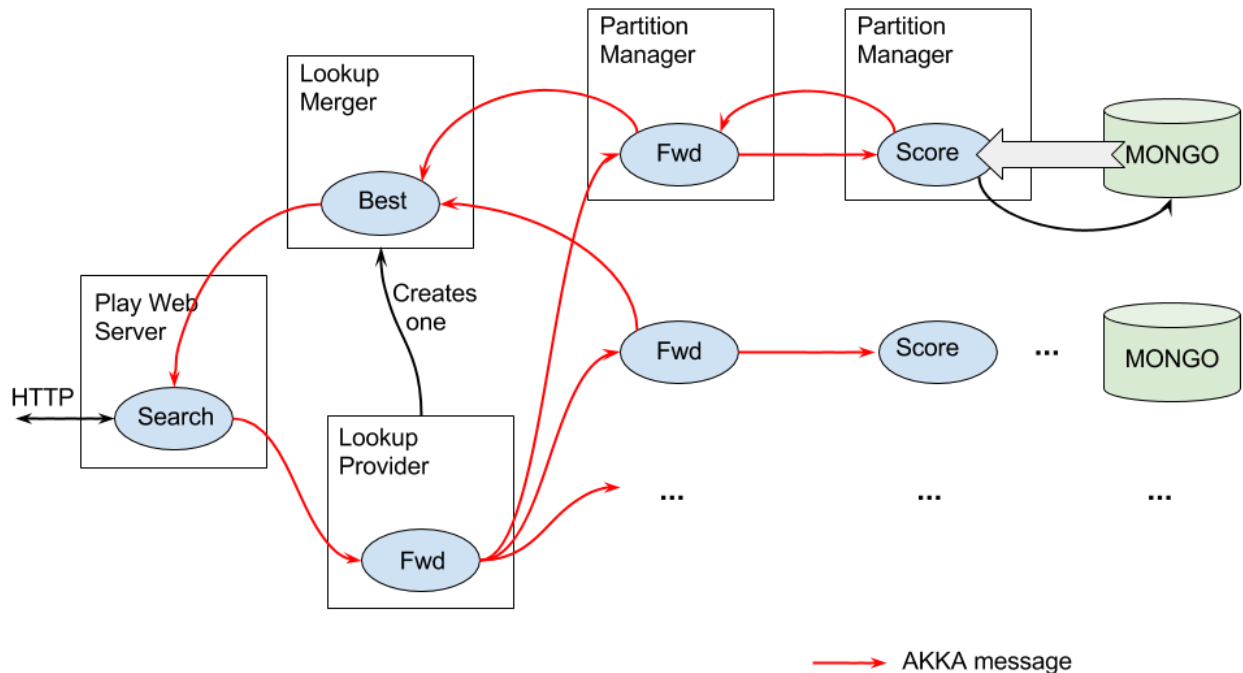 Partition
Manager
Partition
Manager
Lookup
Merger
Fwd
Score
MONGO
Best
Play Web
Server
Creates
one
Fwd
Score
...
MONGO
HTTP
Search
Lookup
Provider
...
...
...
Fwd
AKKA message